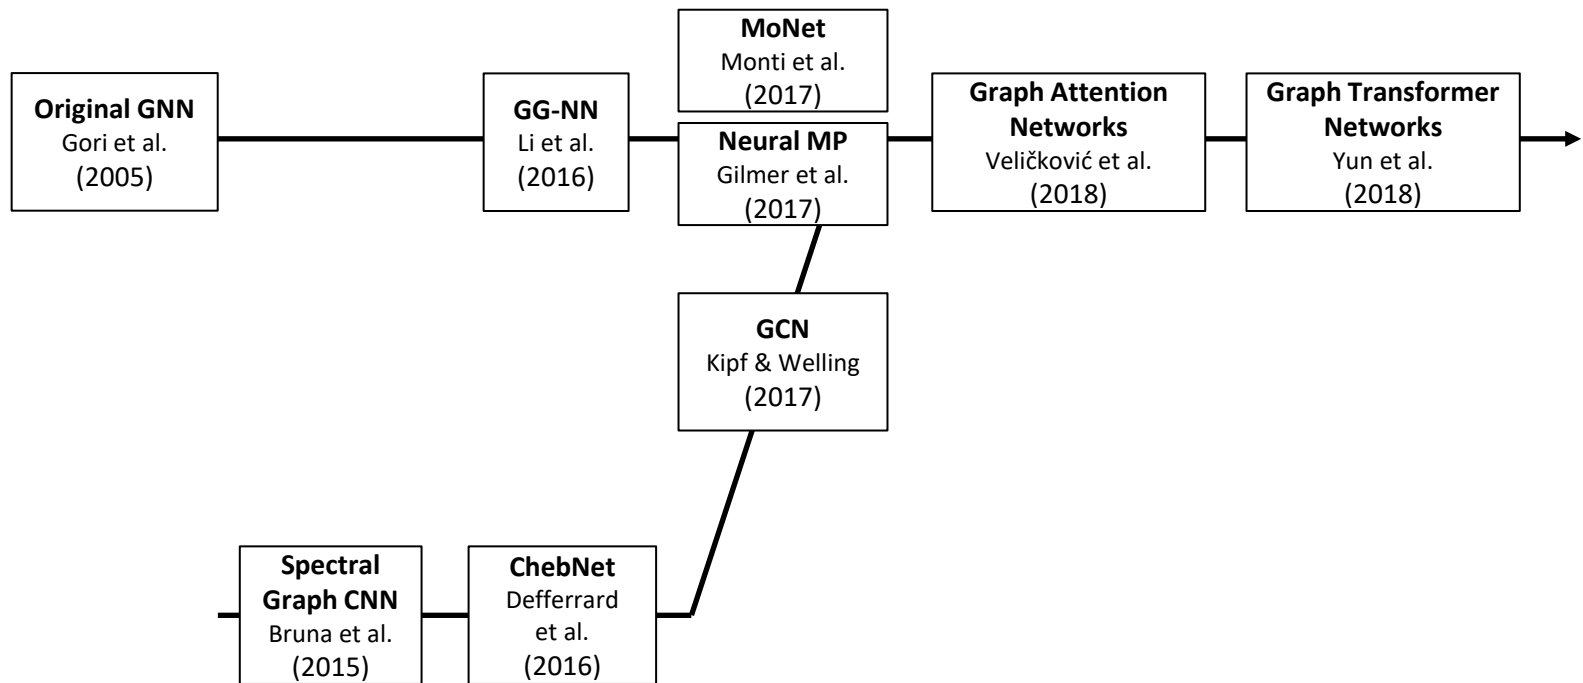 Original GNN
Gori et al.
(2005)
GG-NN
Li et al.
(2016)
MoNet
Monti et al.
(2017)
Neural MP
Gilmer et al.
(2017)
Graph Attention
Networks
Veličković et al.
(2018)
Graph Transformer
Networks
Yun et al.
(2018)
GCN
Kipf & Welling
(2017)
Spectral
Graph CNN
Bruna et al.
(2015)
ChebNet
Defferrard
et al.
(2016)